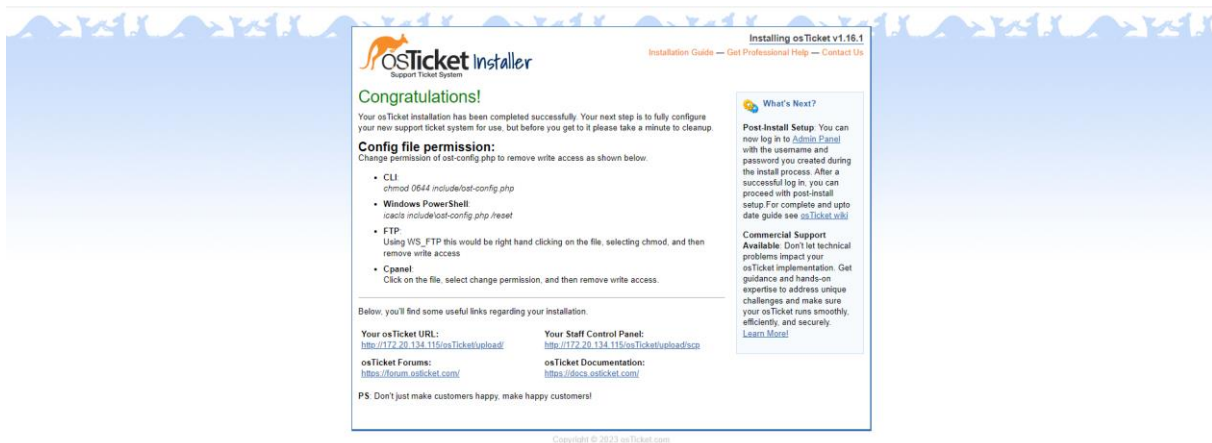 Installing osTicket v1.16.1
Installation Guide — Get Professional Help — Contact Us
osTicket Installer
Support Ticket System
Congratulations!
Your osTicket installation has been completed successfully. Your next step is to fully configure
your new support ticket system for use, but before you get to it please take a minute to cleanup.
Config file permission:
Change permission of ost-config.php to remove write access as shown below.
• CLI:
chmod 0644 include/ost-config.php
• Windows PowerShell:
icacls include\ost-config.php /reset
• FTP:
Using WS_FTP this would be right hand clicking on the file, selecting chmod, and then
remove write access
• Cpanel:
Click on the file, select change permission, and then remove write access.
Below, you'll find some useful links regarding your installation.
Your osTicket URL:
http://172.20.134.115/osTicket/upload/
Your Staff Control Panel:
http://172.20.134.115/osTicket/upload/scp
osTicket Forums:
https://forum.osticket.com/
osTicket Documentation:
https://docs.osticket.com/
PS: Don't just make customers happy, make happy customers!
What's Next?
Post-Install Setup: You can
now log in to Admin Panel
with the username and
password you created during
the install process. After a
successful log in, you can
proceed with post-install
setup.For complete and upto
date guide see osTicket wiki
Commercial Support
Available: Don't let technical
problems impact your
osTicket implementation. Get
guidance and hands-on
expertise to address unique
challenges and make sure
your osTicket runs smoothly,
efficiently, and securely.
Learn More!
Copyright © 2023 osTicket.com